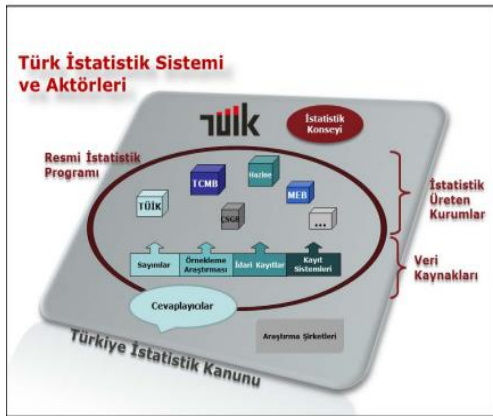 Türk İstatistik Sistemi
ve Aktörleri
TÜİK
İstatistik
Konseyi
Resmi İstatistik
Programı
TÜİK
TCMB
Hazine
ÇSGB
MEB
...
İstatistik
Üreten
Kurumlar
Sayımlar
Örnekleme
Araştırması
İdari Kayıtlar
Kayıt
Sistemleri
Veri
Kaynakları
Cevaplayıcılar
Araştırma Şirketleri
Türkiye İstatistik Kanunu